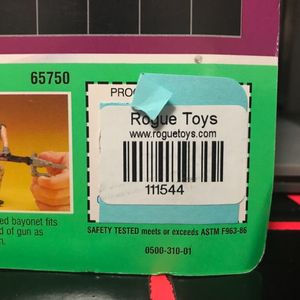 65750
PROO
Rogue Toys
www.roguetoys.com
111544
ed bayonet fits
d of gun as
n.
SAFETY TESTED meets or exceeds ASTM F963-86
0500-310-01